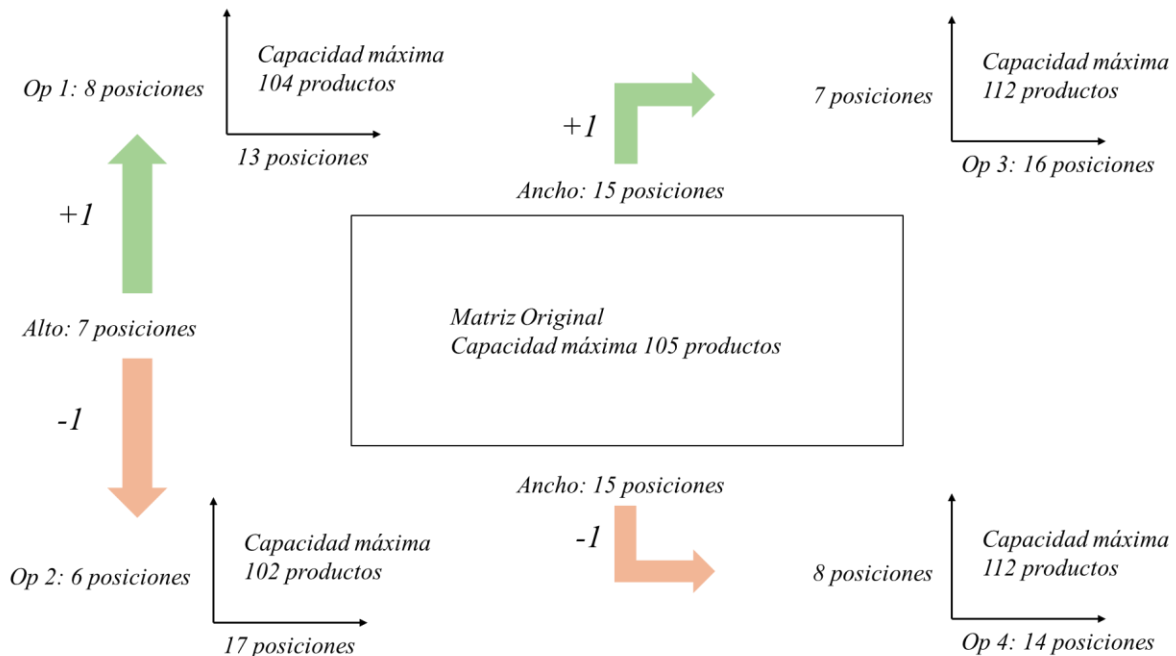 Capacidad máxima
104 productos
Op 1: 8 posiciones
13 posiciones
+1
Capacidad máxima
112 productos
7 posiciones
Op 3: 16 posiciones
+1
Ancho: 15 posiciones
Alto: 7 posiciones
Matriz Original
Capacidad máxima 105 productos
-1
Ancho: 15 posiciones
-1
Capacidad máxima
102 productos
Op 2: 6 posiciones
17 posiciones
Capacidad máxima
112 productos
8 posiciones
Op 4: 14 posiciones